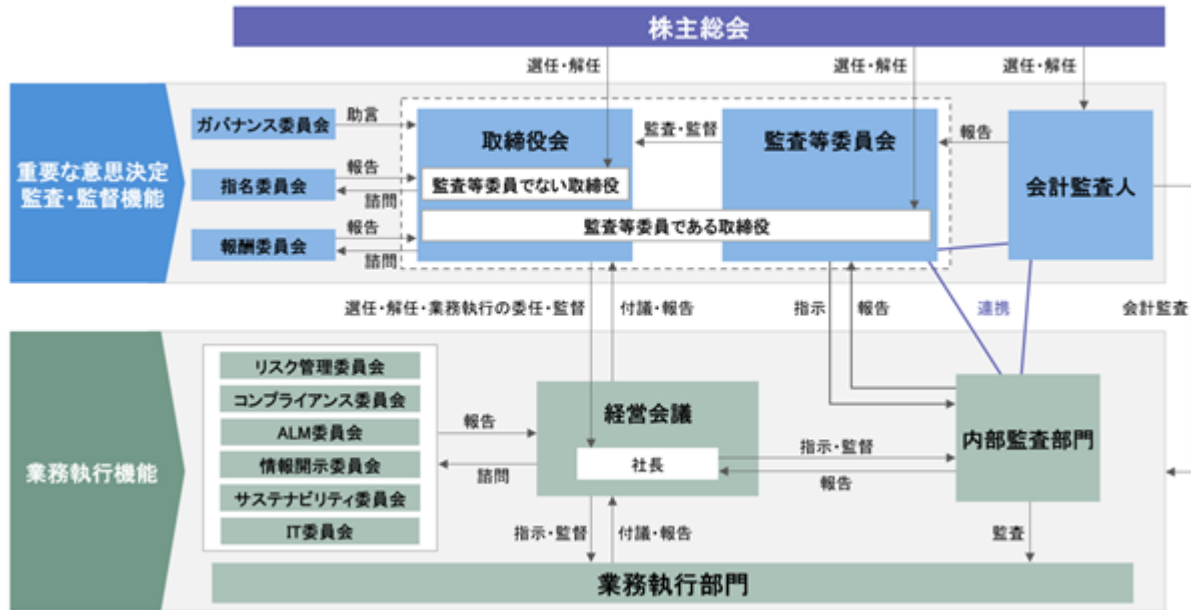 株主総会
選任・解任
選任・解任
選任・解任
重要な意思決定
監査・監督機能
ガバナンス委員会
助言
指名委員会
報告
諮問
報酬委員会
報告
諮問
取締役会
監査等委員でない取締役
監査・監督
監査等委員会
監査等委員である取締役
報告
会計監査人
選任・解任・業務執行の委任・監督
付議・報告
指示
報告
連携
会計監査
業務執行機能
リスク管理委員会
コンプライアンス委員会
ALM委員会
情報開示委員会
サステナビリティ委員会
IT委員会
報告
諮問
経営会議
社長
指示・監督
報告
内部監査部門
指示・監督
付議・報告
監査
業務執行部門